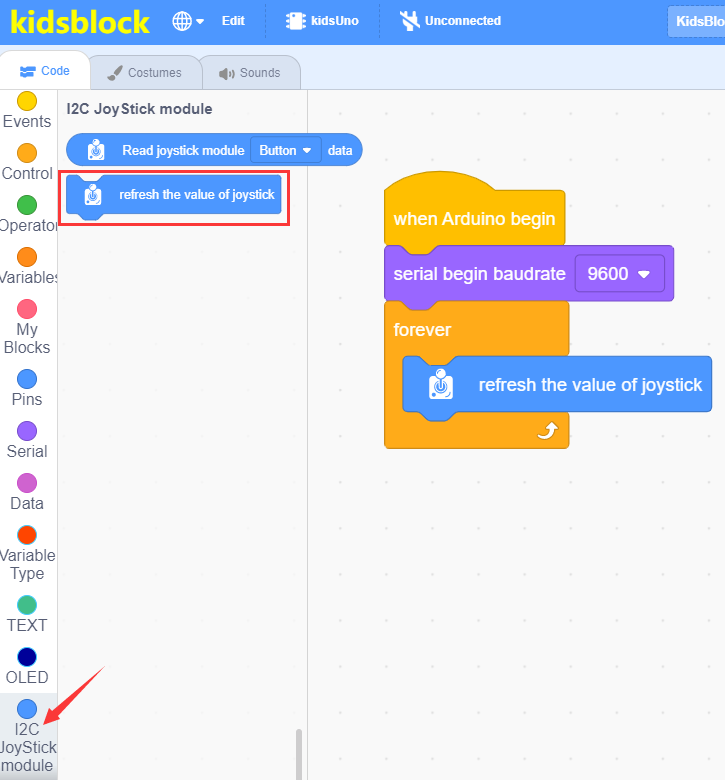 kidsblock
Edit
kidsUno
Unconnected
KidsBlo
Code
Costumes
Sounds
Events
Control
Operator
Variables
My
Blocks
Pins
Serial
Data
Variable
Type
TEXT
OLED
I2C
JoyStick
module
I2C JoyStick module
Read joystick module Button data
refresh the value of joystick
when Arduino begin
serial begin baudrate 9600
forever
refresh the value of joystick